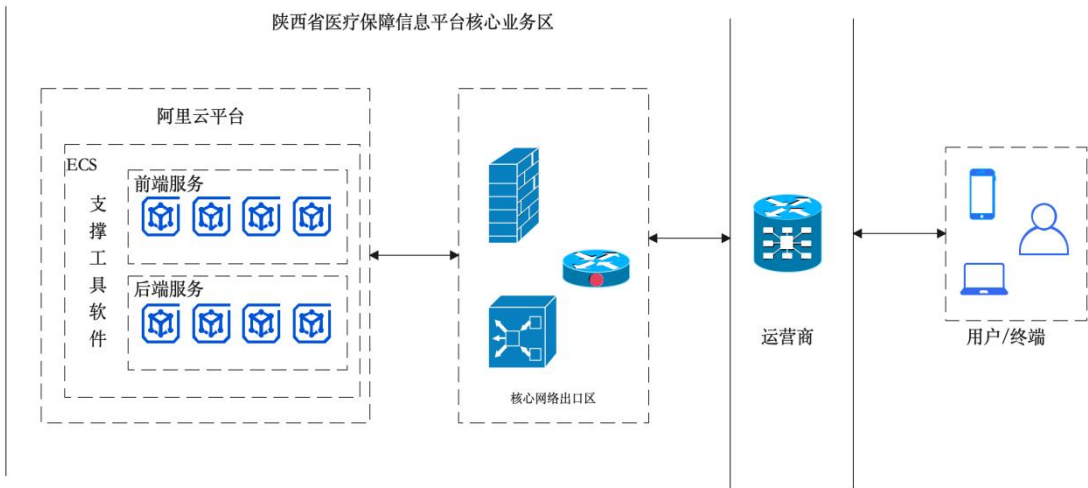 陕西省医疗保障信息平台核心业务区
阿里云平台
ECS
支撑工具软件
前端服务
后端服务
核心网络出口区
运营商
用户/终端